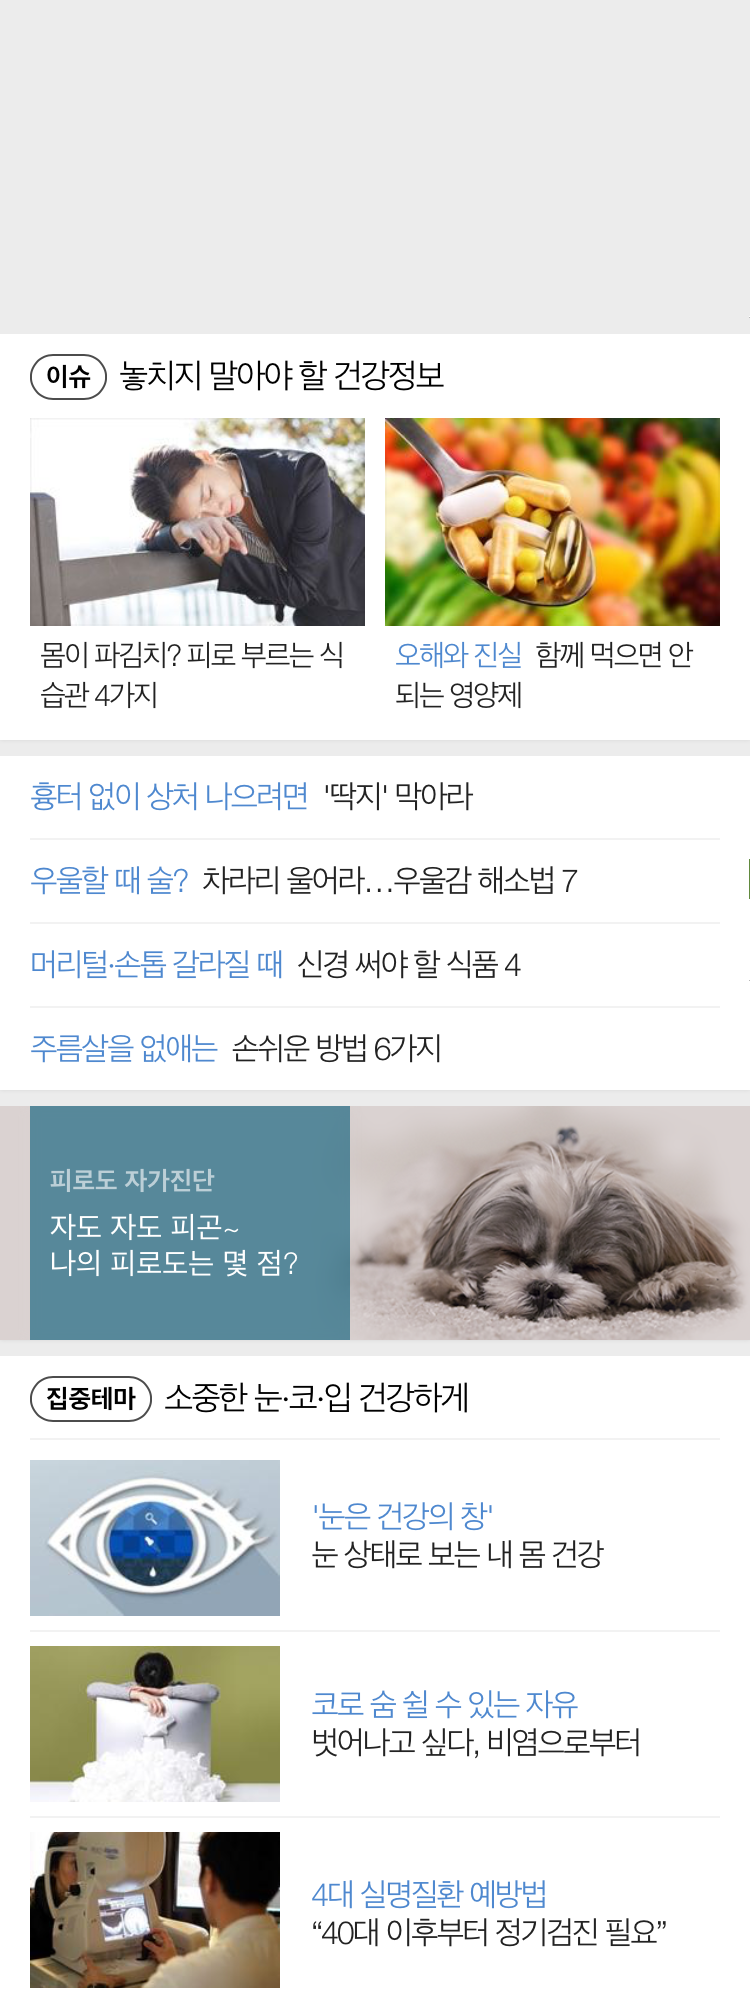 이슈 놓치지 말아야 할 건강정보
몸이 파김치? 피로 부르는 식
습관 4가지
오해와 진실 함께 먹으면 안
되는 영양제
흉터 없이 상처 나으려면 '딱지' 막아라
우울할 때 술? 차라리 울어라…우울감 해소법 7
머리털·손톱 갈라질 때 신경 써야 할 식품 4
주름살을 없애는 손쉬운 방법 6가지
피로도 자가진단
자도 자도 피곤~
나의 피로도는 몇 점?
집중테마 소중한 눈·코·입 건강하게
'눈은 건강의 창'
눈 상태로 보는 내 몸 건강
코로 숨 쉴 수 있는 자유
벗어나고 싶다, 비염으로부터
4대 실명질환 예방법
“40대 이후부터 정기검진 필요”